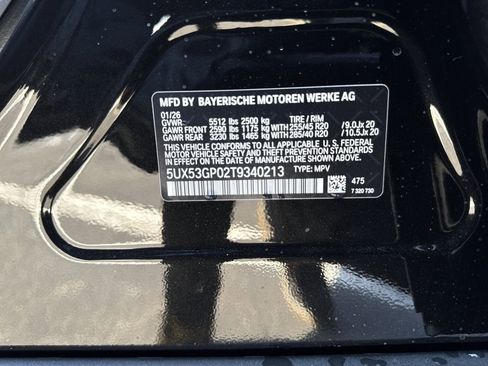 MFD BY BAYERISCHE MOTOREN WERKE AG
01/26
GVWR: 5512 lbs 2500 kg TIRE / RIM
GAWR FRONT 2590 lbs 1175 kg WITH 255/45 R20 / 9.0Jx 20
GAWR REAR 3230 lbs 1465 kg WITH 285/40 R20 / 10.5Jx 20
THIS VEHICLE CONFORMS TO ALL APPLICABLE U. S. FEDERAL
MOTOR VEHICLE SAFETY STANDARDS IN EFFECT
ON THE DATE OF MANUFACTURE SHOWN ABOVE.
5UX53GP02T9340213 TYPE: MPV
475
7 320 730